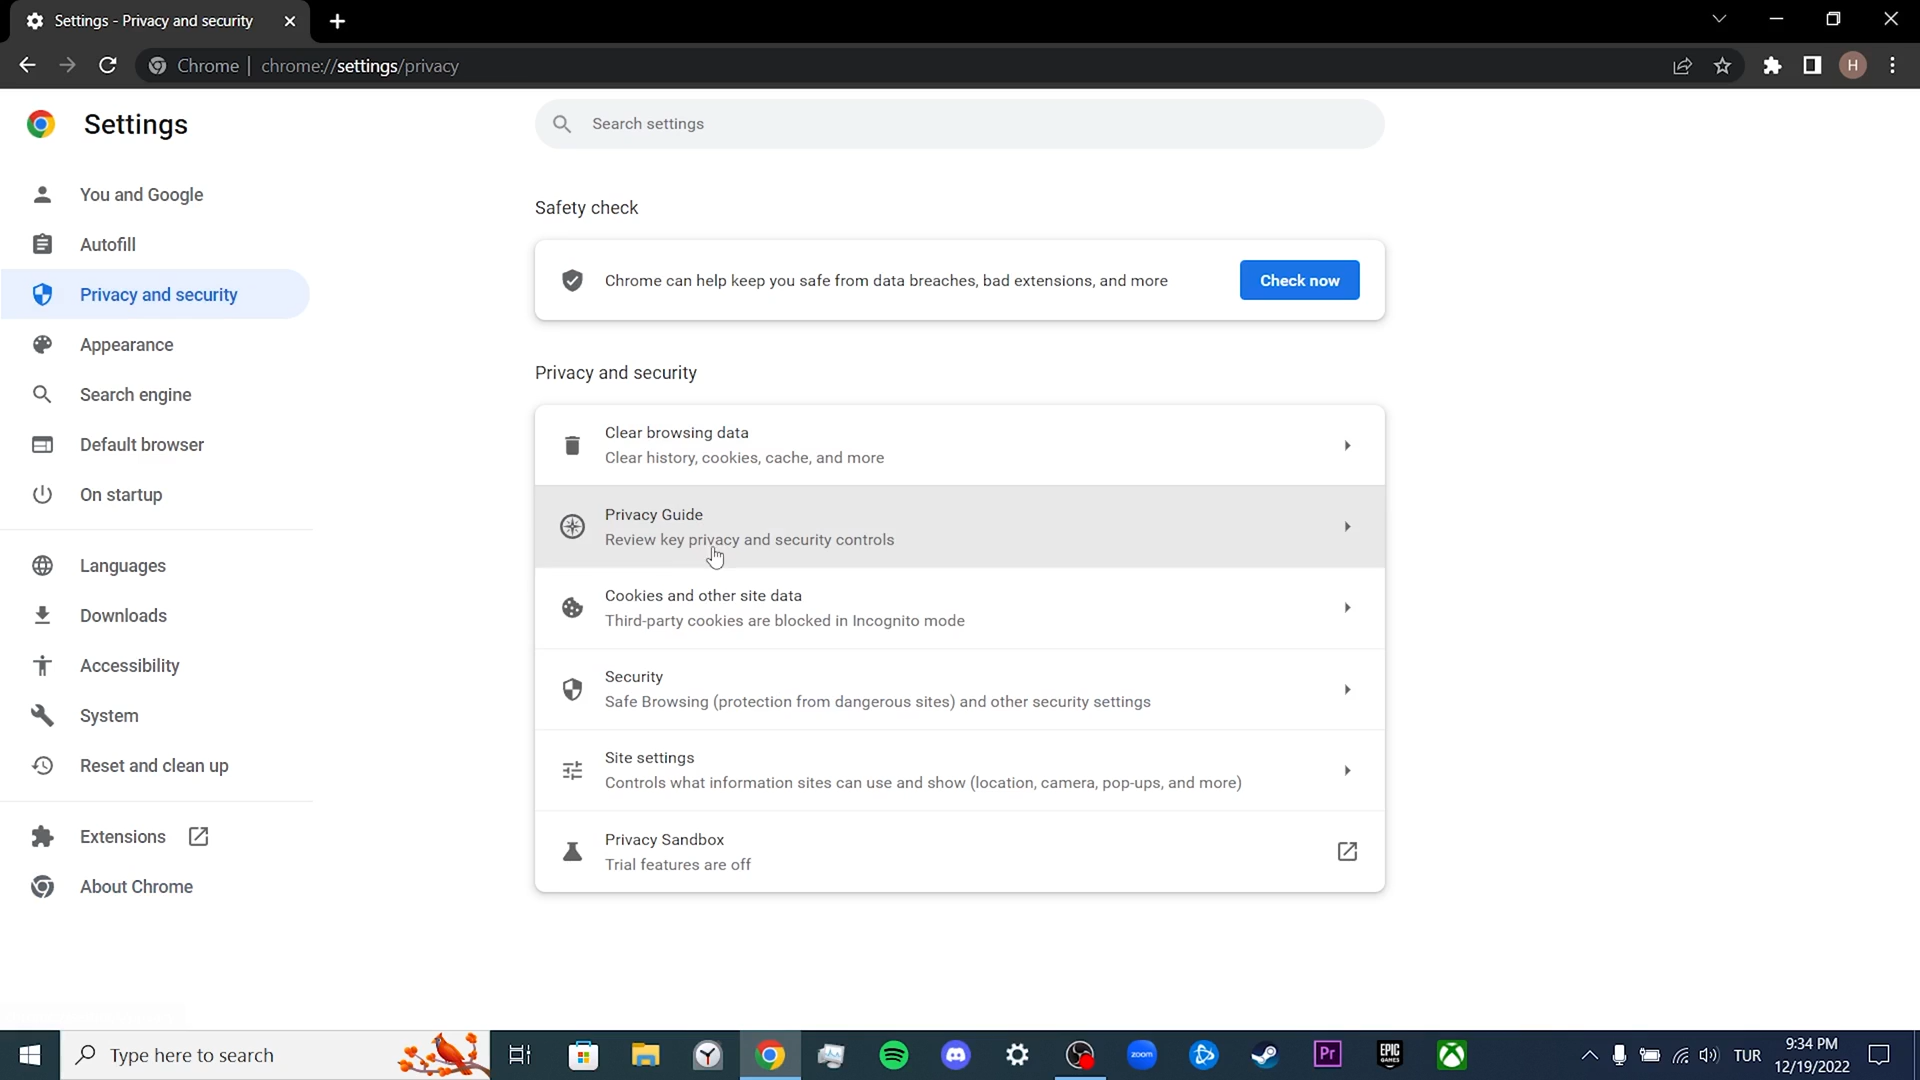 Settings - Privacy and security
Chrome | chrome://settings/privacy
H
Settings
Search settings
You and Google
Autofill
Privacy and security
Appearance
Search engine
Default browser
On startup
Languages
Downloads
Accessibility
System
Reset and clean up
Extensions
About Chrome
Safety check
Chrome can help keep you safe from data breaches, bad extensions, and more
Check now
Privacy and security
Clear browsing data
Clear history, cookies, cache, and more
Privacy Guide
Review key privacy and security controls
Cookies and other site data
Third-party cookies are blocked in Incognito mode
Security
Safe Browsing (protection from dangerous sites) and other security settings
Site settings
Controls what information sites can use and show (location, camera, pop-ups, and more)
Privacy Sandbox
Trial features are off
Type here to search
zoom
Pr
EPIC
GAMES
TUR
9:34 PM
12/19/2022